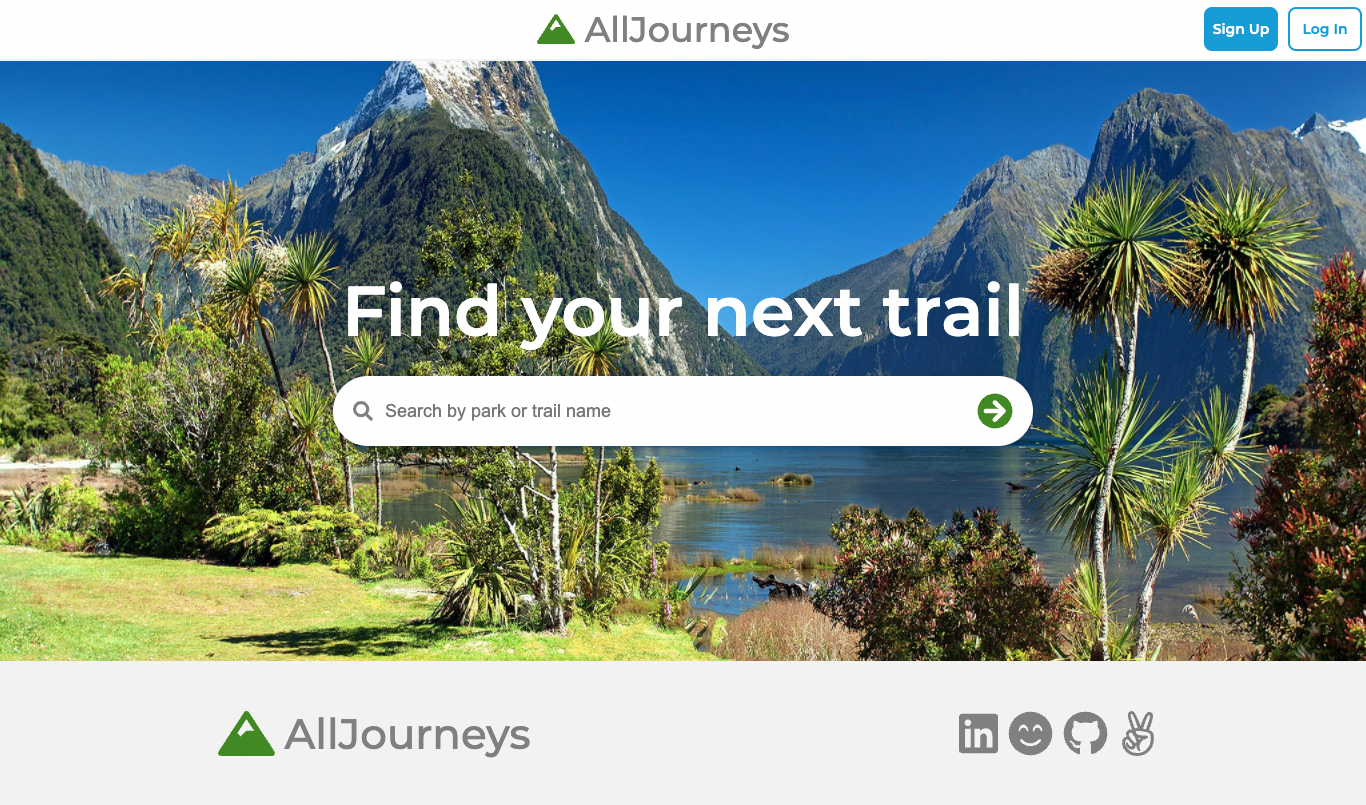 AllJourneys
Sign Up
Log In
Find your next trail
Search by park or trail name
AllJourneys
in